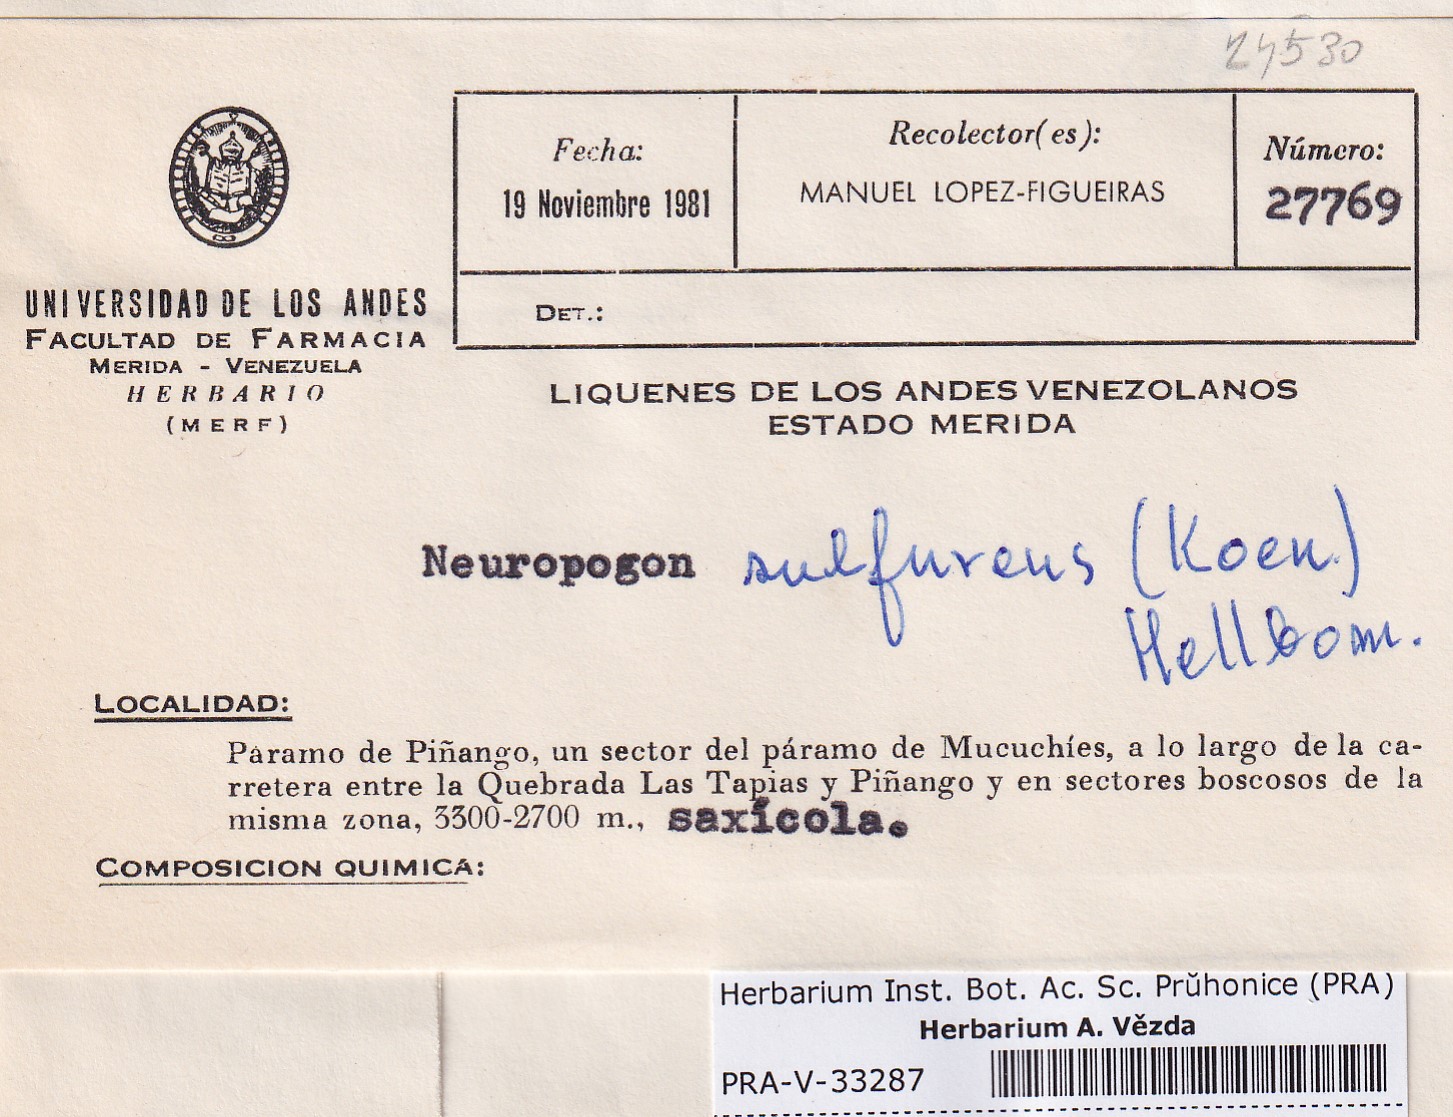 24530
Fecha:
19 Noviembre 1981
Recolector(es):
MANUEL LOPEZ-FIGUEIRAS
Número:
27769
DET.:
UNIVERSIDAD DE LOS ANDES
FACULTAD DE FARMACIA
MERIDA - VENEZUELA
HERBARIO
(MERF)
LIQUENES DE LOS ANDES VENEZOLANOS
ESTADO MERIDA
Neuropogon sulfureus (Koen.)
Hellbom.
LOCALIDAD:
Páramo de Piñango, un sector del páramo de Mucuchíes, a lo largo de la ca-
rretera entre la Quebrada Las Tapias y Piñango y en sectores boscosos de la
misma zona, 3300-2700 m., saxícola.
COMPOSICION QUIMICA:
Herbarium Inst. Bot. Ac. Sc. Prŭhonice (PRA)
Herbarium A. Vězda
PRA-V-33287